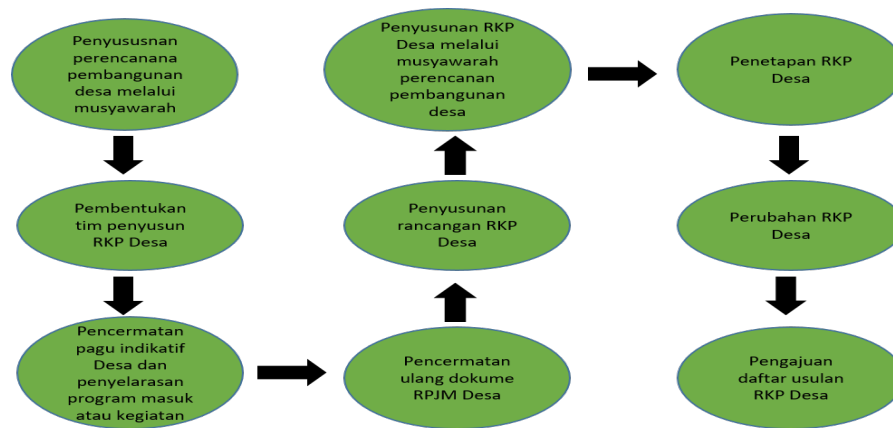 Penyususnan
perencanana
pembangunan
desa melalui
musyawarah
Pembentukan
tim penyusun
RKP Desa
Pencermatan
pagu indikatif
Desa dan
penyelarasan
program masuk
atau kegiatan
Pencermatan
ulang dokume
RPJM Desa
Penyusunan
rancangan RKP
Desa
Penyusunan RKP
Desa melalui
musyawarah
perencanan
pembangunan
desa
Penetapan RKP
Desa
Perubahan RKP
Desa
Pengajuan
daftar usulan
RKP Desa